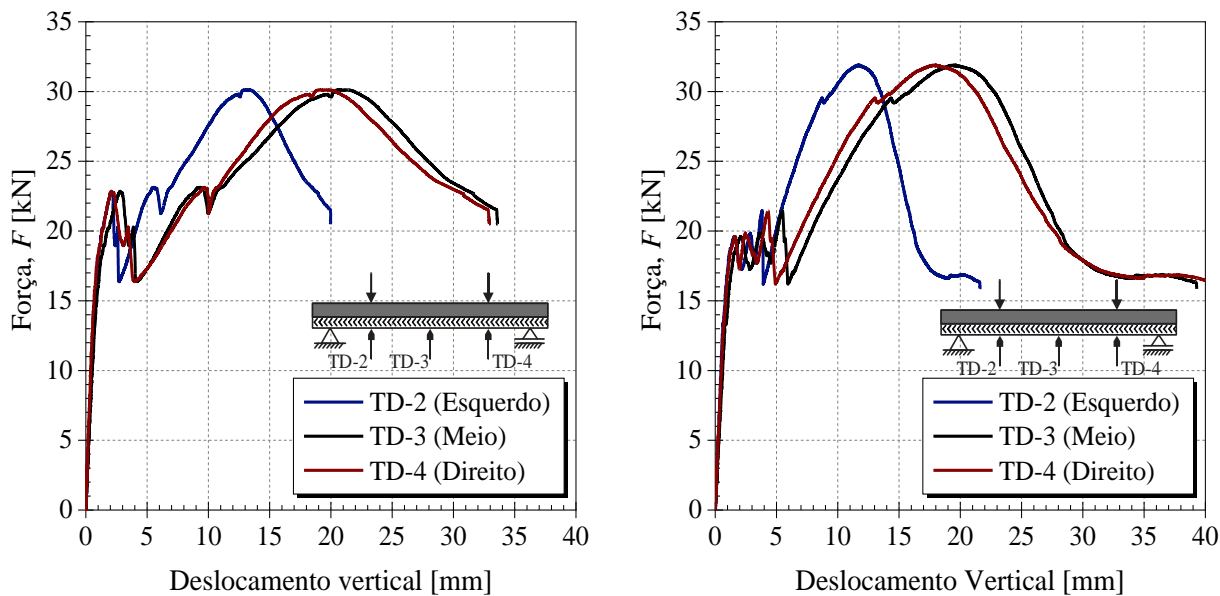 35
30
25
20
15
10
5
0
Força, F [kN]
TD-2 TD-3 TD-4
TD-2 (Esquerdo)
TD-3 (Meio)
TD-4 (Direito)
0 5 10 15 20 25 30 35 40
Deslocamento vertical [mm]
35
30
25
20
15
10
5
0
Força, F [kN]
TD-2 TD-3 TD-4
TD-2 (Esquerdo)
TD-3 (Meio)
TD-4 (Direito)
0 5 10 15 20 25 30 35 40
Deslocamento Vertical [mm]